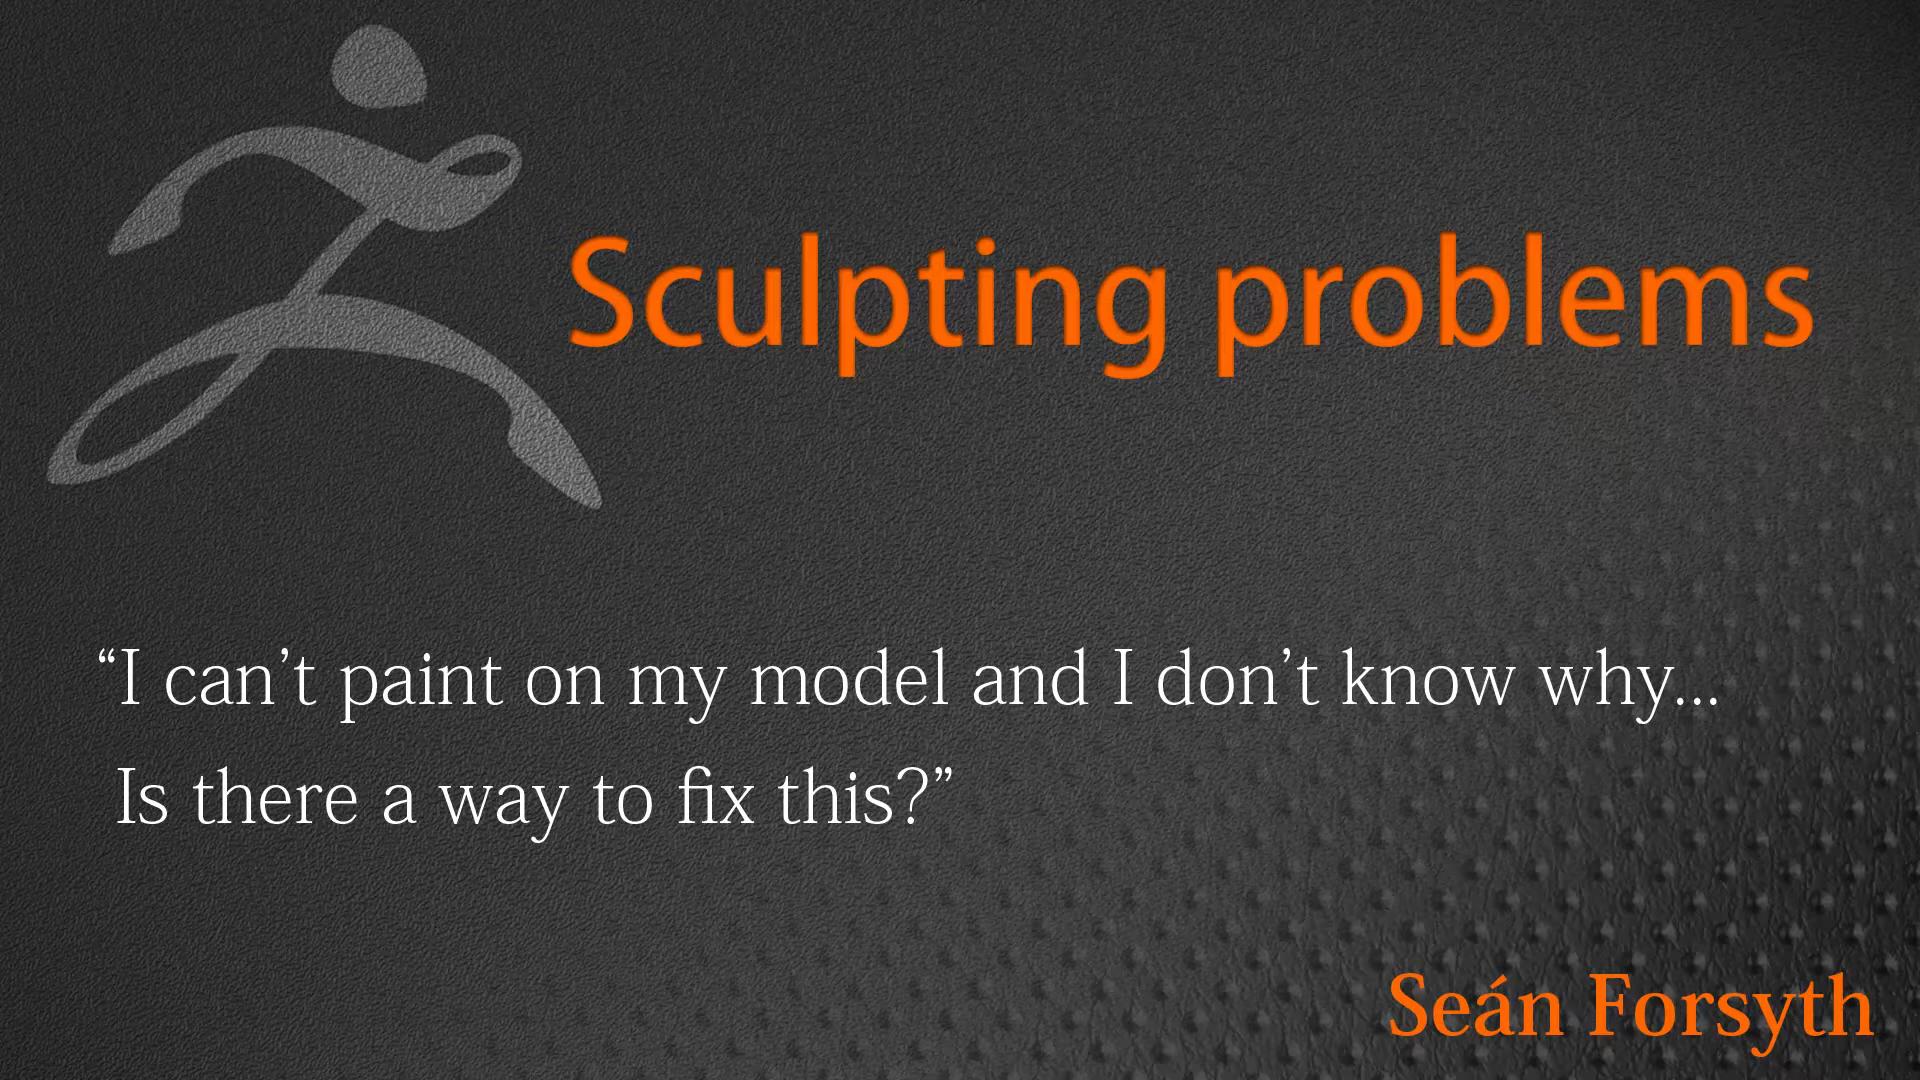 Sculpting problems
“I can’t paint on my model and I don’t know why...
Is there a way to fix this?”
Seán Forsyth